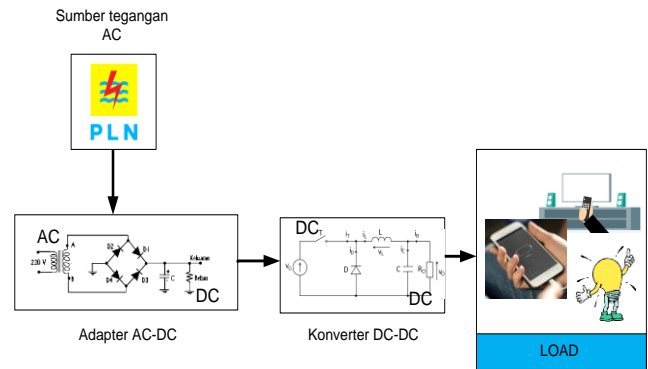 Sumber tegangan
AC
PLN
AC
220 V
A
B
D2
D1
D4
D3
C
Keluaran
Beban
DC
Adapter AC-DC
DC
T
L
D
C
DC
Konverter DC-DC
LOAD